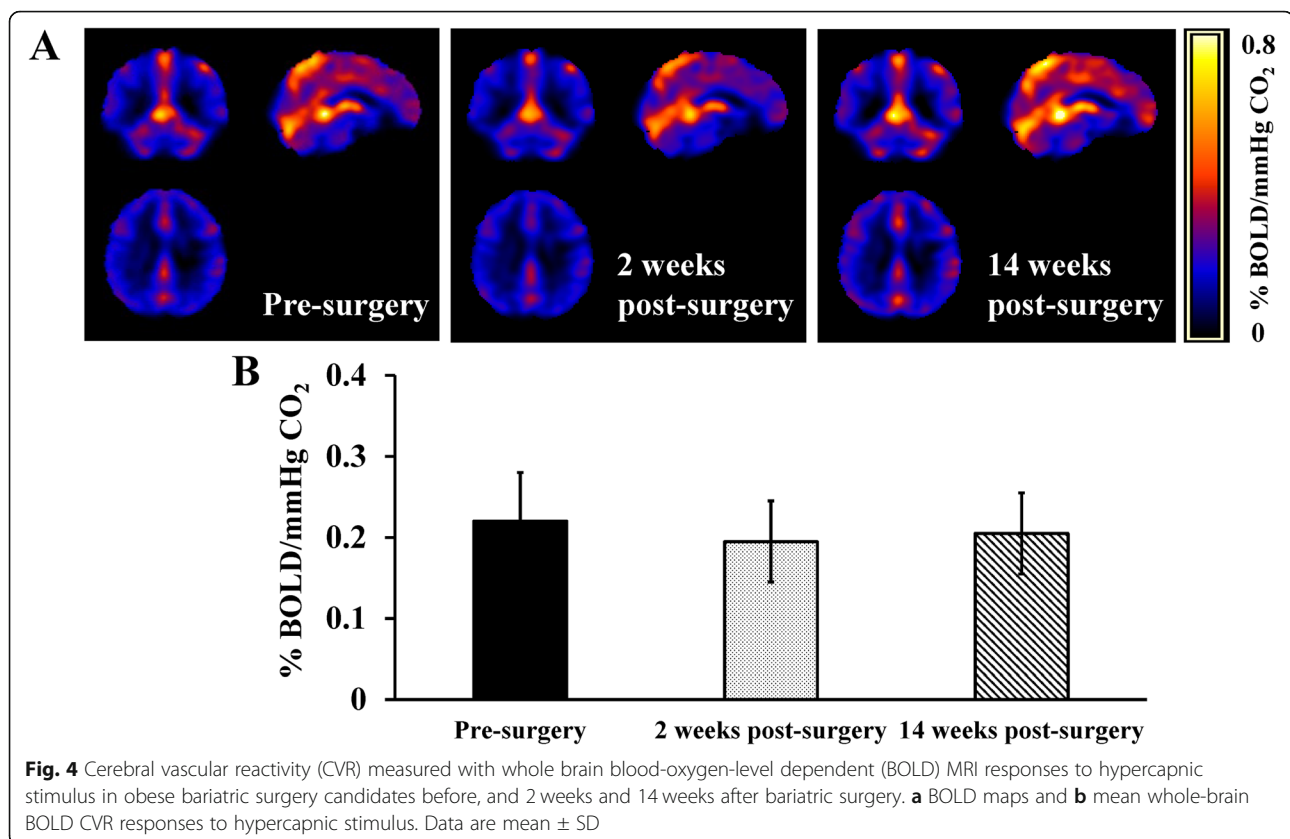 A
Pre-surgery
2 weeks
post-surgery
14 weeks
post-surgery
0.8
% BOLD/mmHg CO₂
0
B
% BOLD/mmHg CO₂
0.4
0.3
0.2
0.1
0
Pre-surgery 2 weeks post-surgery 14 weeks post-surgery
Fig. 4 Cerebral vascular reactivity (CVR) measured with whole brain blood-oxygen-level dependent (BOLD) MRI responses to hypercapnic
stimulus in obese bariatric surgery candidates before, and 2 weeks and 14 weeks after bariatric surgery. a BOLD maps and b mean whole-brain
BOLD CVR responses to hypercapnic stimulus. Data are mean ± SD